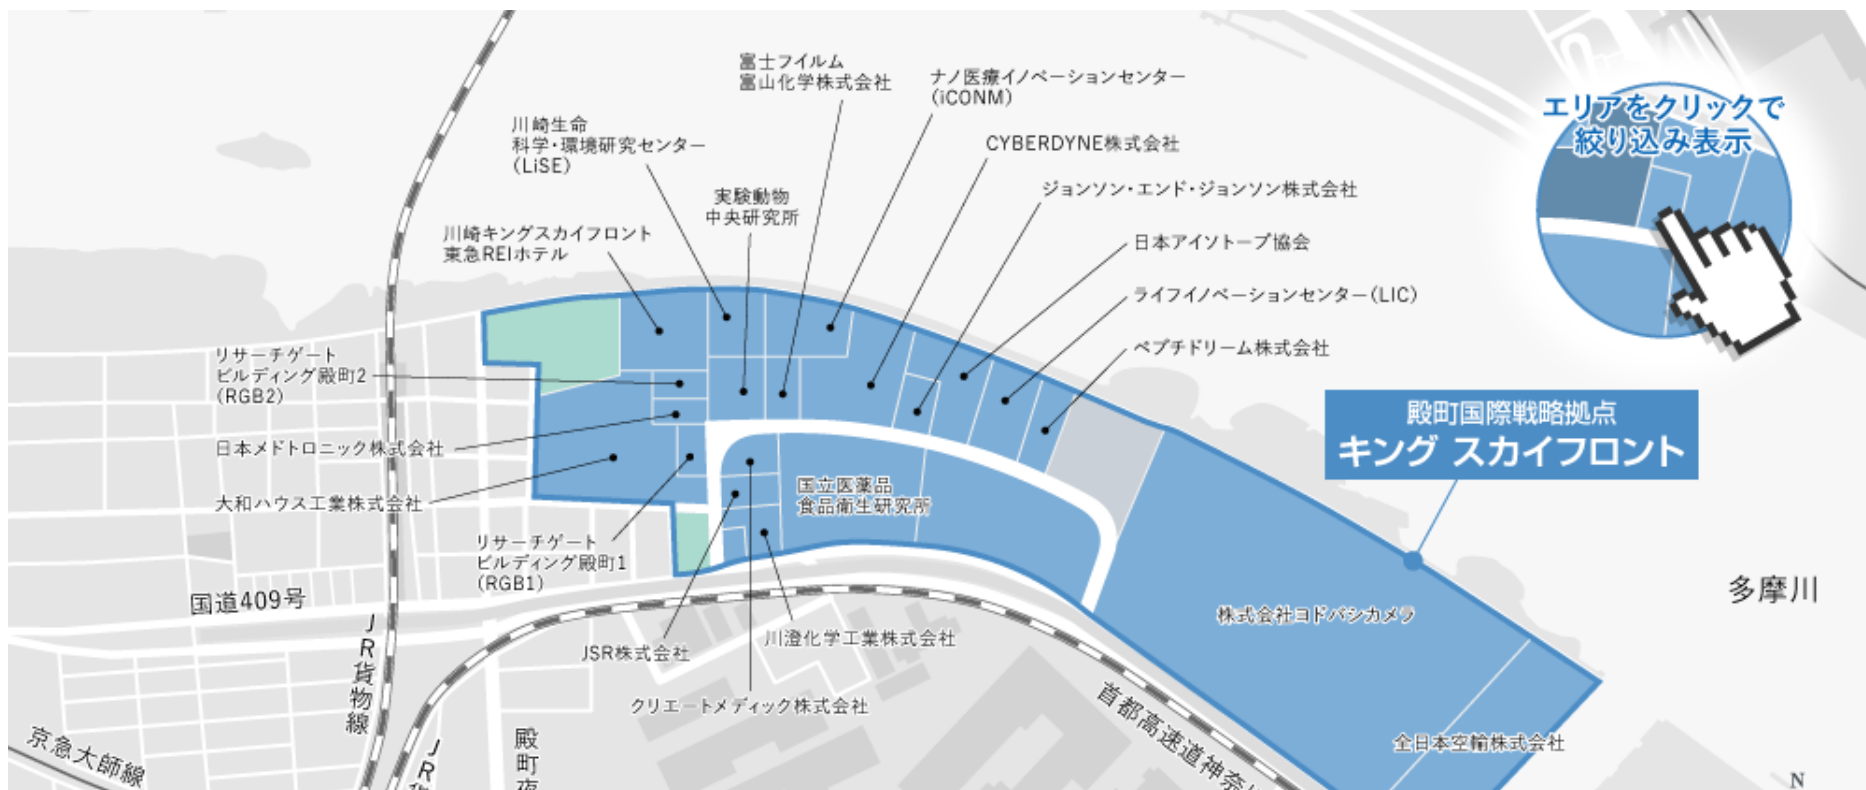 富士フイルム
富山化学株式会社
ナノ医療イノベーションセンター
(iCONM)
川崎生命
科学・環境研究センター
(LiSE)
CYBERDYNE株式会社
エリアをクリックで
絞り込み表示
実験動物
中央研究所
ジョンソン・エンド・ジョンソン株式会社
川崎キングスカイフロント
東急REIホテル
日本アイソトープ協会
ライフイノベーションセンター(LIC)
ペプチドリーム株式会社
リサーチゲート
ビルディング殿町2
(RGB2)
日本メドトロニック株式会社
大和ハウス工業株式会社
殿町国際戦略拠点
キング スカイフロント
国立医薬品
食品衛生研究所
リサーチゲート
ビルディング殿町1
(RGB1)
国道409号
JR貨物線
JSR株式会社
川澄化学工業株式会社
クリエートメディック株式会社
株式会社ヨドバシカメラ
多摩川
首都高速道神奈
全日本空輸株式会社
京急大師線
JR貨
殿町夜
N